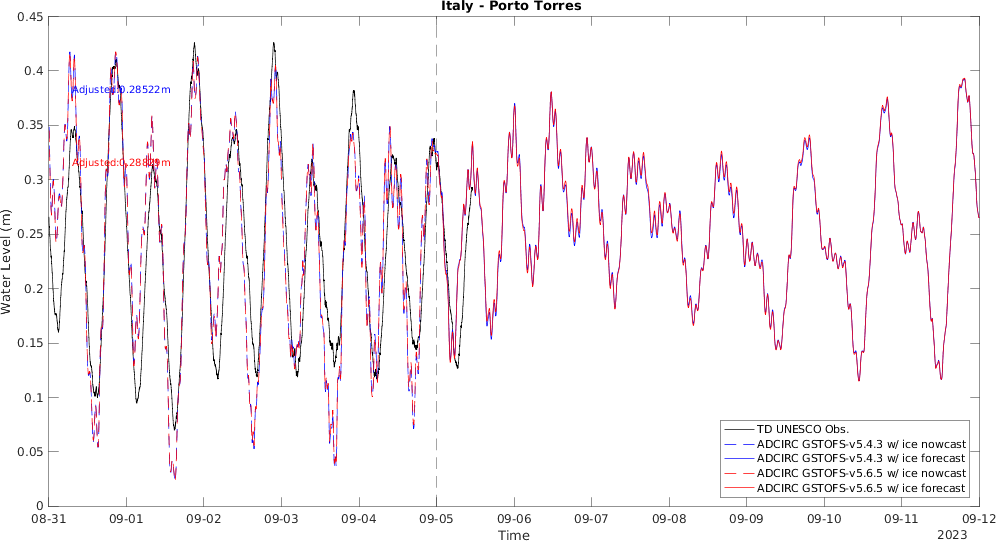 Italy - Porto Torres
0.45
0.4
0.35
0.3
0.25
0.2
0.15
0.1
0.05
0
Water Level (m)
Adjusted:0.28522m
TD UNESCO Obs.
ADCIRC GSTOFS-v5.4.3 w/ ice nowcast
ADCIRC GSTOFS-v5.4.3 w/ ice forecast
ADCIRC GSTOFS-v5.6.5 w/ ice nowcast
ADCIRC GSTOFS-v5.6.5 w/ ice forecast
08-31 09-01 09-02 09-03 09-04 09-05 09-06 09-07 09-08 09-09 09-10 09-11 09-12
Time
2023